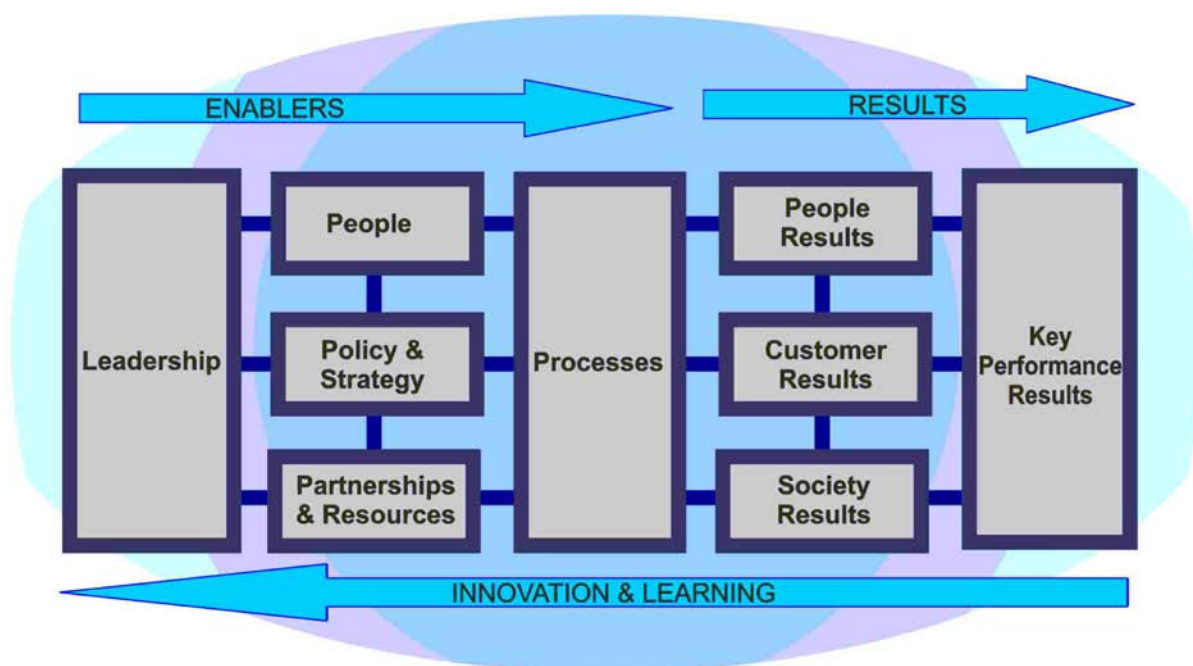 ENABLERS
RESULTS
Leadership
People
Policy &
Strategy
Partnerships
& Resources
Processes
People
Results
Customer
Results
Society
Results
Key
Performance
Results
INNOVATION & LEARNING